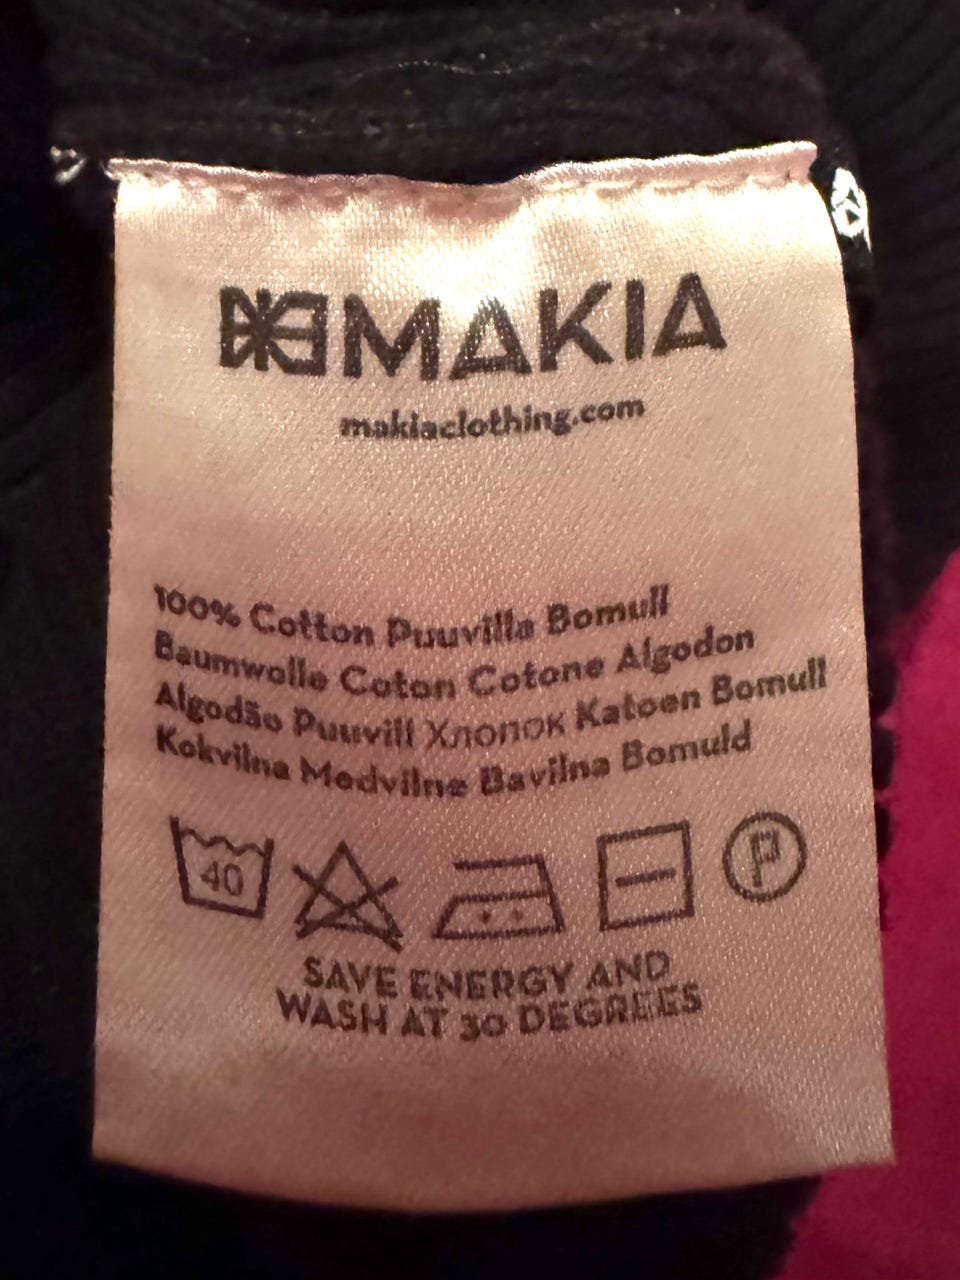 MAKIA
makiaclothing.com
100% Cotton Puuvilla Bomull
Baumwolle Coton Cotone Algodon
Algodão Puuvill Хлопок Katoen Bomull
Kokvilna Medvilne Bavilna Bomuld
40
P
SAVE ENERGY AND
WASH AT 30 DEGREES